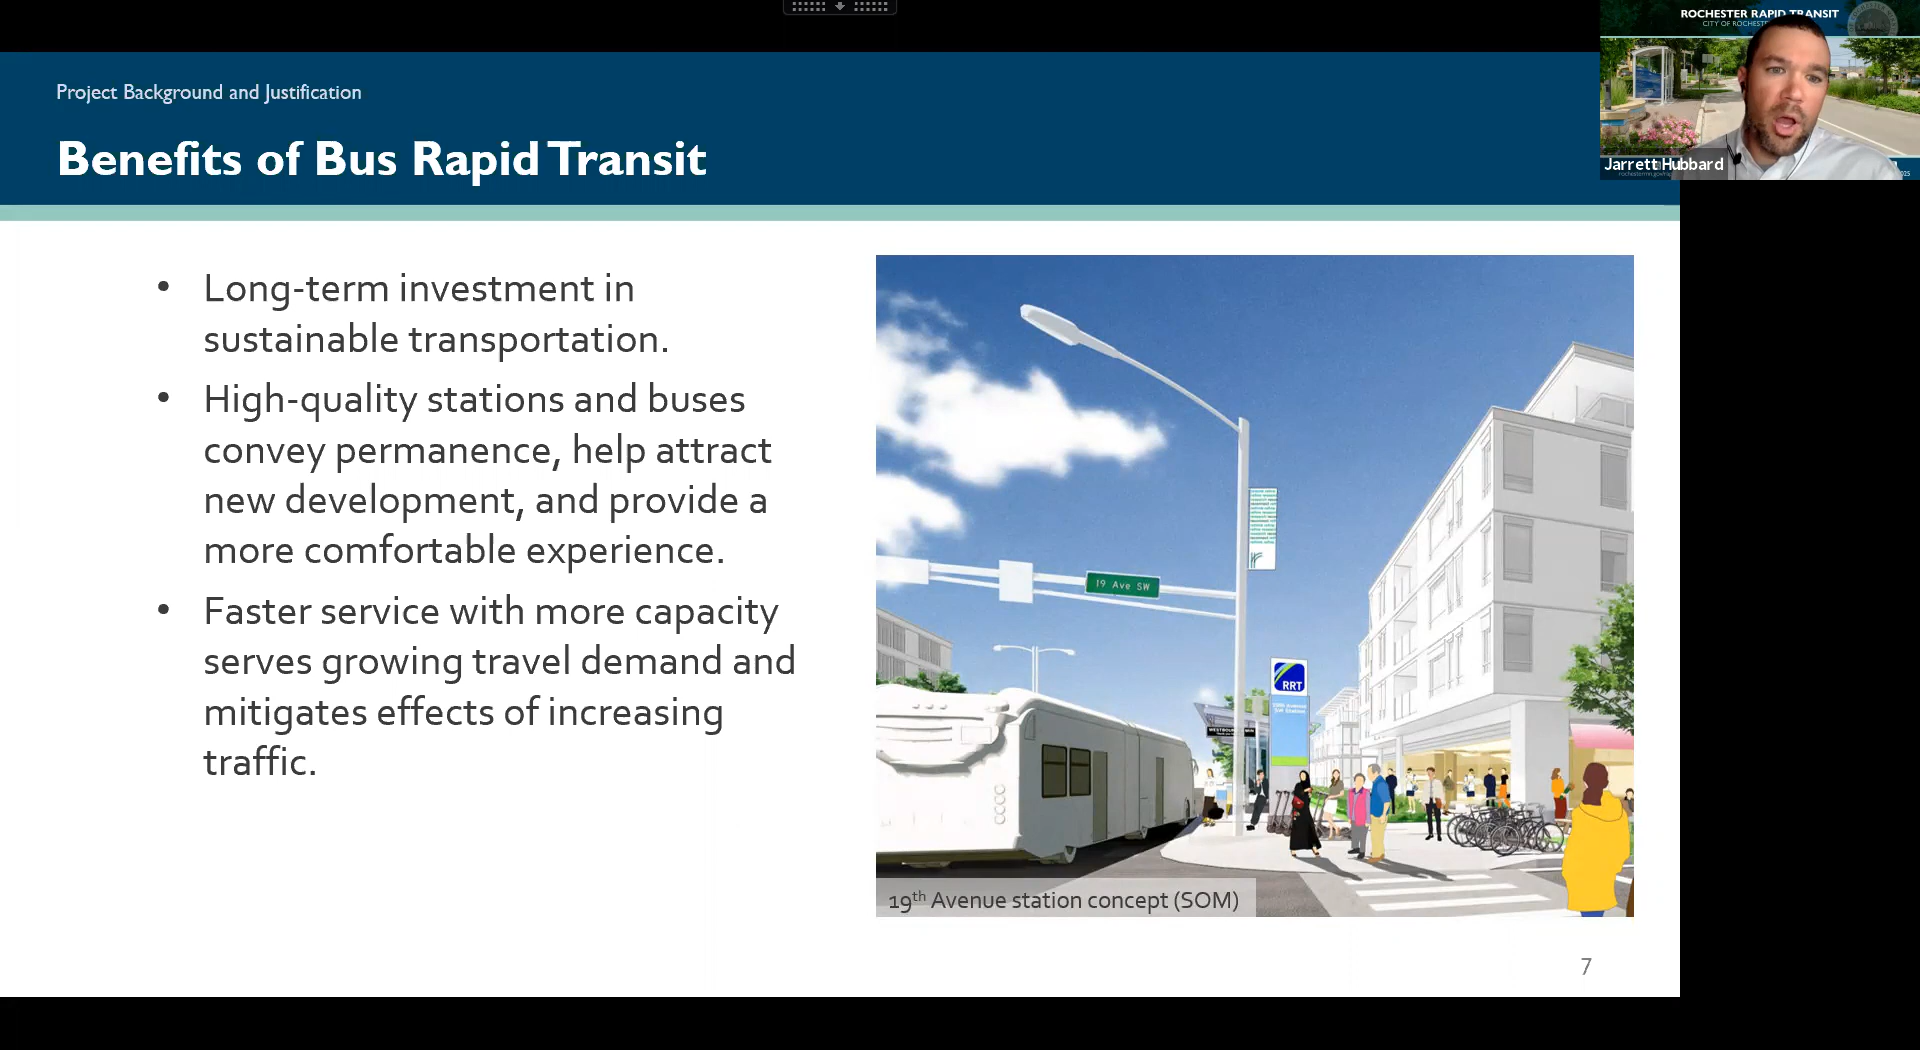 ROCHESTER RAPID TRANSIT
Jarrett Hubbard
Project Background and Justification
Benefits of Bus Rapid Transit
• Long-term investment in
sustainable transportation.
• High-quality stations and buses
convey permanence, help attract
new development, and provide a
more comfortable experience.
• Faster service with more capacity
serves growing travel demand and
mitigates effects of increasing
traffic.
19 Ave SW
RRT
19th Avenue station concept (SOM)
7